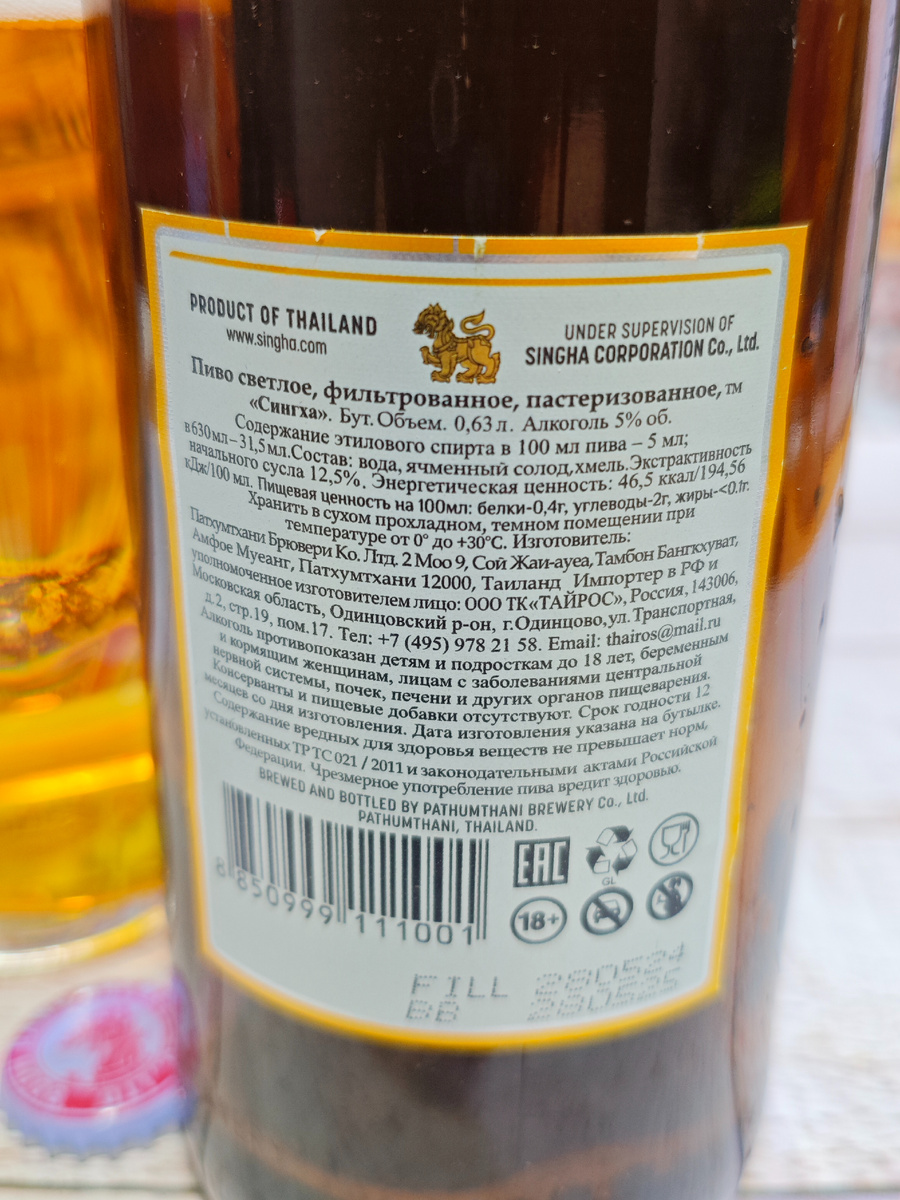 PRODUCT OF THAILAND
www.singha.com
UNDER SUPERVISION OF
SINGHA CORPORATION Co., Ltd.
Пиво светлое, фильтрованное, пастеризованное, тм
«Сингха». Бут. Объем. 0,63 л. Алкоголь 5% об.
Содержание этилового спирта в 100 мл пива – 5 мл;
в 630 мл – 31,5 мл. Состав: вода, ячменный солод, хмель. Экстрактивность
начального сусла 12,5%. Энергетическая ценность: 46,5 ккал/194,56
кДж/100 мл. Пищевая ценность на 100мл: белки-0,4г, углеводы-2г, жиры-<0.1г.
Хранить в сухом прохладном, темном помещении при
температуре от 0° до +30°С. Изготовитель:
Патхумтхани Брювери Ко. Лтд. 2 Моо 9, Сой Жаи-ауеа, Тамбон Бангкхуват,
Амфое Муеанг, Патхумтхани 12000, Таиланд Импортер в РФ и
уполномоченное изготовителем лицо: ООО ТК«ТАЙРОС», Россия, 143006,
Московская область, Одинцовский р-он, г.Одинцово, ул. Транспортная,
д.2, стр.19, пом.17. Тел: +7 (495) 978 21 58. Email: thairos@mail.ru
Алкоголь противопоказан детям и подросткам до 18 лет, беременным
и кормящим женщинам, лицам с заболеваниями центральной
нервной системы, почек, печени и других органов пищеварения.
Консерванты и пищевые добавки отсутствуют. Срок годности 12
месяцев со дня изготовления. Дата изготовления указана на бутылке.
Содержание вредных для здоровья веществ не превышает норм,
установленных ТР ТС 021 / 2011 и законодательными актами Российской
Федерации. Чрезмерное употребление пива вредит здоровью.
BREWED AND BOTTLED BY PATHUMTHANI BREWERY Co., Ltd.
PATHUMTHANI, THAILAND.
8 850999 111001
EAC
GL
18+
FILL 280524
BB 280525